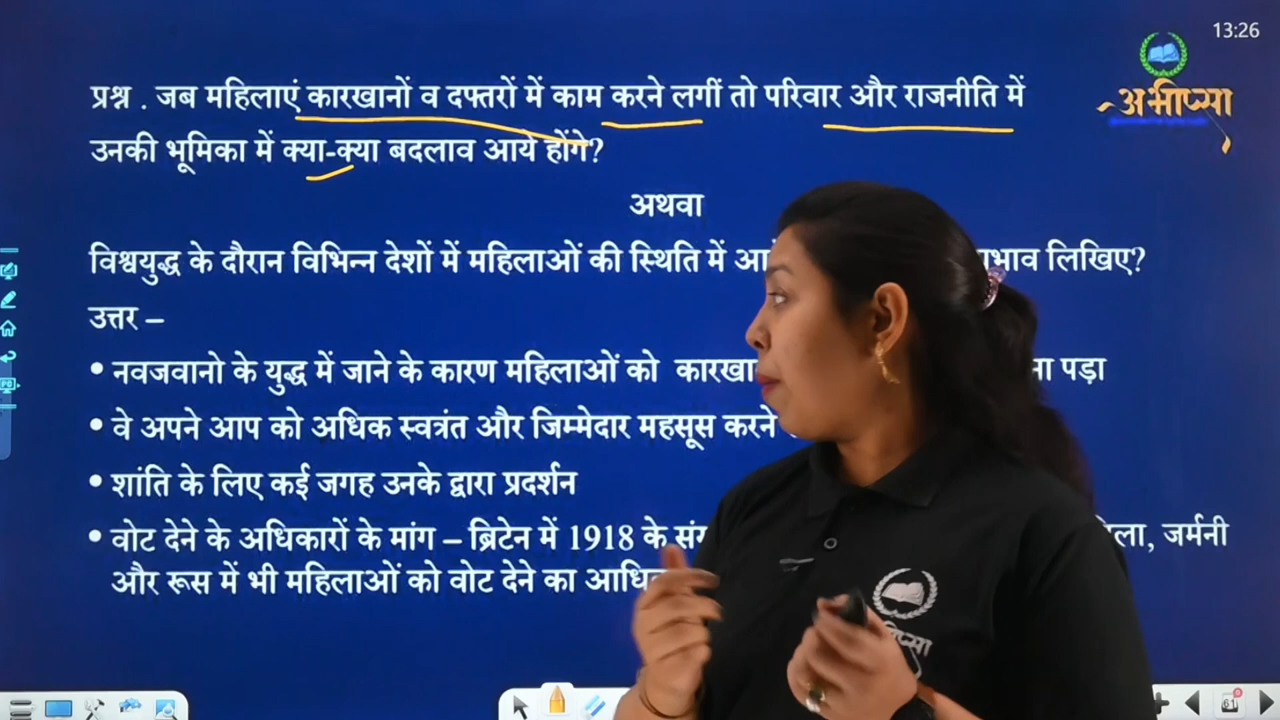 13:26
अभीप्सा
प्रश्न . जब महिलाएं कारखानों व दफ्तरों में काम करने लगीं तो परिवार और राजनीति में
उनकी भूमिका में क्या-क्या बदलाव आये होंगे?
अथवा
विश्वयुद्ध के दौरान विभिन्न देशों में महिलाओं की स्थिति में लिखिए?
उत्तर –
• नवजवानो के युद्ध में जाने के कारण महिलाओं को पड़ा
• वे अपने आप को अधिक स्वत्रंत और जिम्मेदार महसूस करने
• शांति के लिए कई जगह उनके द्वारा प्रदर्शन
• वोट देने के अधिकारों के मांग – ब्रिटेन में 1918 के जर्मनी
और रूस में भी महिलाओं को वोट देने का
61